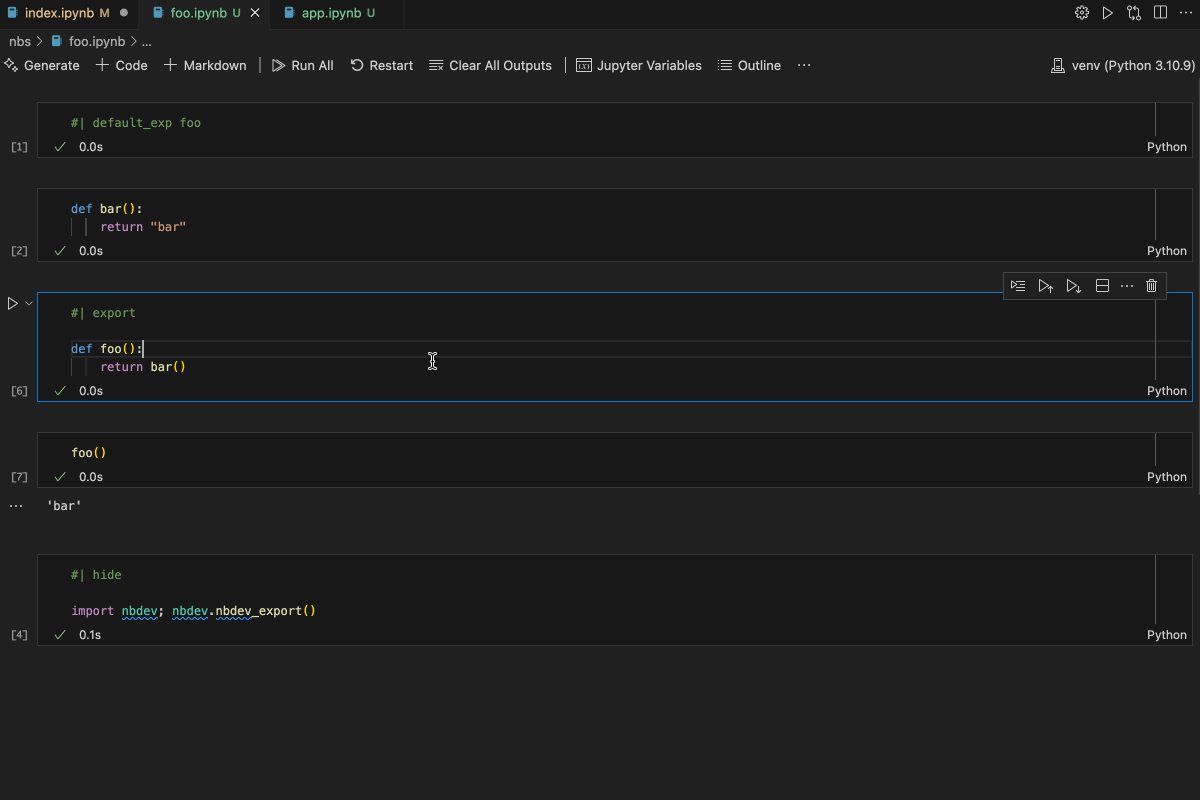 index.ipynb M foo.ipynb U app.ipynb U
nbs > foo.ipynb > ...
Generate + Code + Markdown | Run All Restart Clear All Outputs | Jupyter Variables Outline ... venv (Python 3.10.9)
#| default_exp foo
[1] 0.0s Python
def bar():
return "bar"
[2] 0.0s Python
#| export
def foo():
return bar()
[6] 0.0s Python
foo()
[7] 0.0s Python
... 'bar'
#| hide
import nbdev; nbdev.nbdev_export()
[4] 0.1s Python